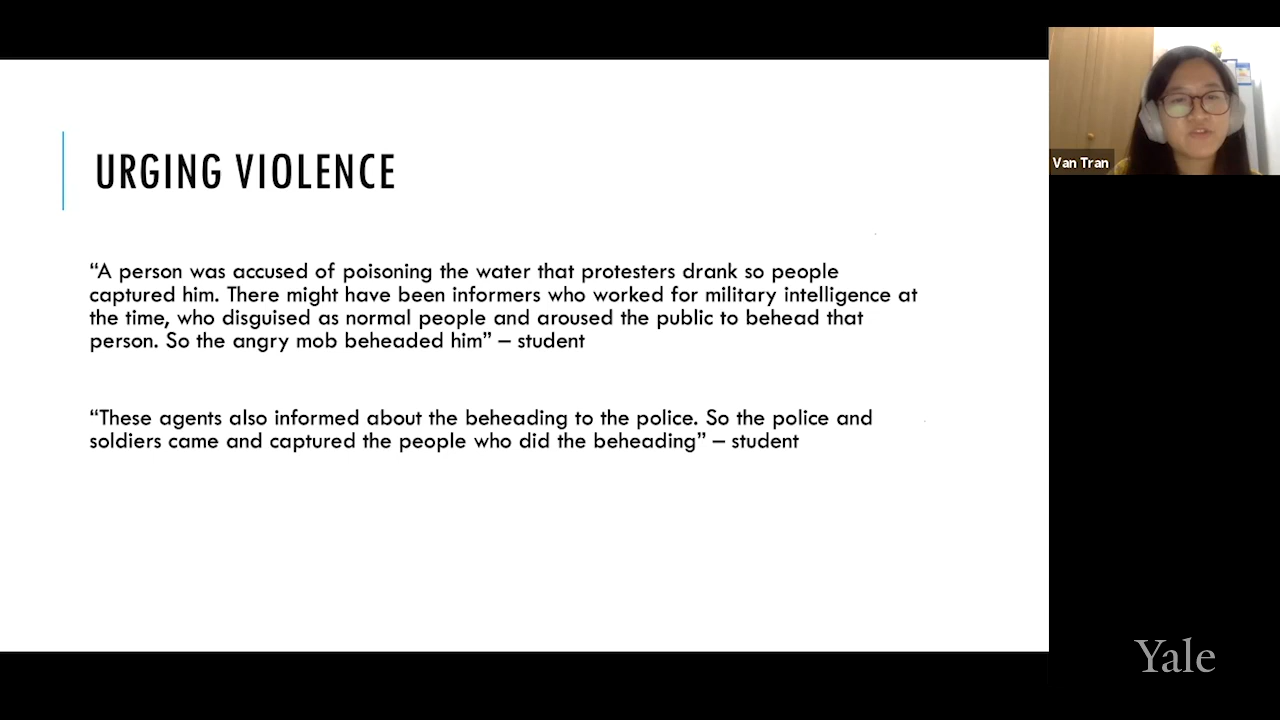 URGING VIOLENCE
“A person was accused of poisoning the water that protesters drank so people
captured him. There might have been informers who worked for military intelligence at
the time, who disguised as normal people and aroused the public to behead that
person. So the angry mob beheaded him” – student
“These agents also informed about the beheading to the police. So the police and
soldiers came and captured the people who did the beheading” – student
Van Tran
Yale